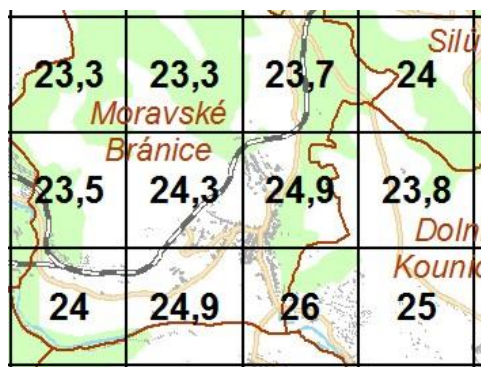 Silů
23,3 23,3 23,7 24
Moravské
Bránice
23,5 24,3 24,9 23,8
Doln
Kounic
24 24,9 26 25